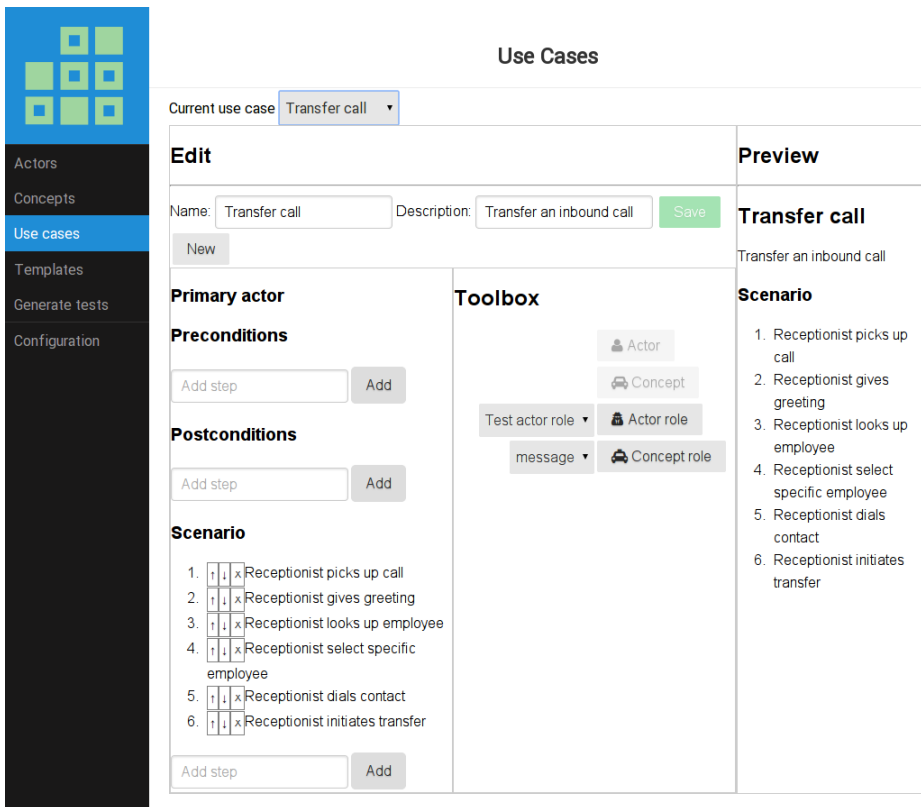 Use Cases
Current use case Transfer call
Actors
Concepts
Use cases
Templates
Generate tests
Configuration
Edit
Name: Transfer call Description: Transfer an inbound call Save
New
Primary actor
Preconditions
Add step Add
Postconditions
Add step Add
Scenario
1. ↑ ↓ x Receptionist picks up call
2. ↑ ↓ x Receptionist gives greeting
3. ↑ ↓ x Receptionist looks up employee
4. ↑ ↓ x Receptionist select specific
employee
5. ↑ ↓ x Receptionist dials contact
6. ↑ ↓ x Receptionist initiates transfer
Add step Add
Toolbox
Actor
Concept
Test actor role Actor role
message Concept role
Preview
Transfer call
Transfer an inbound call
Scenario
1. Receptionist picks up
call
2. Receptionist gives
greeting
3. Receptionist looks up
employee
4. Receptionist select
specific employee
5. Receptionist dials
contact
6. Receptionist initiates
transfer